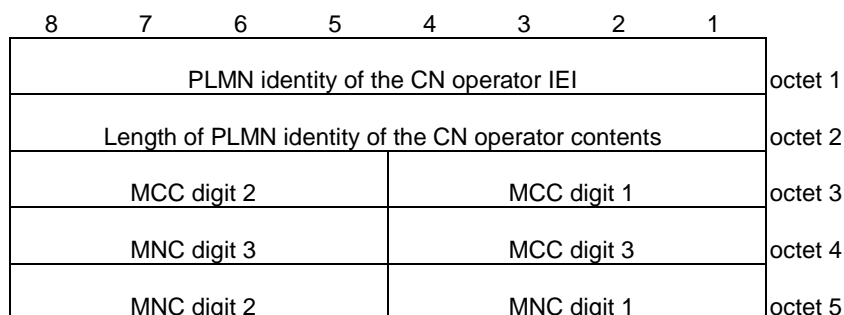 8 7 6 5 4 3 2 1
PLMN identity of the CN operator IEI octet 1
Length of PLMN identity of the CN operator contents octet 2
MCC digit 2 MCC digit 1 octet 3
MNC digit 3 MCC digit 3 octet 4
MNC digit 2 MNC digit 1 octet 5